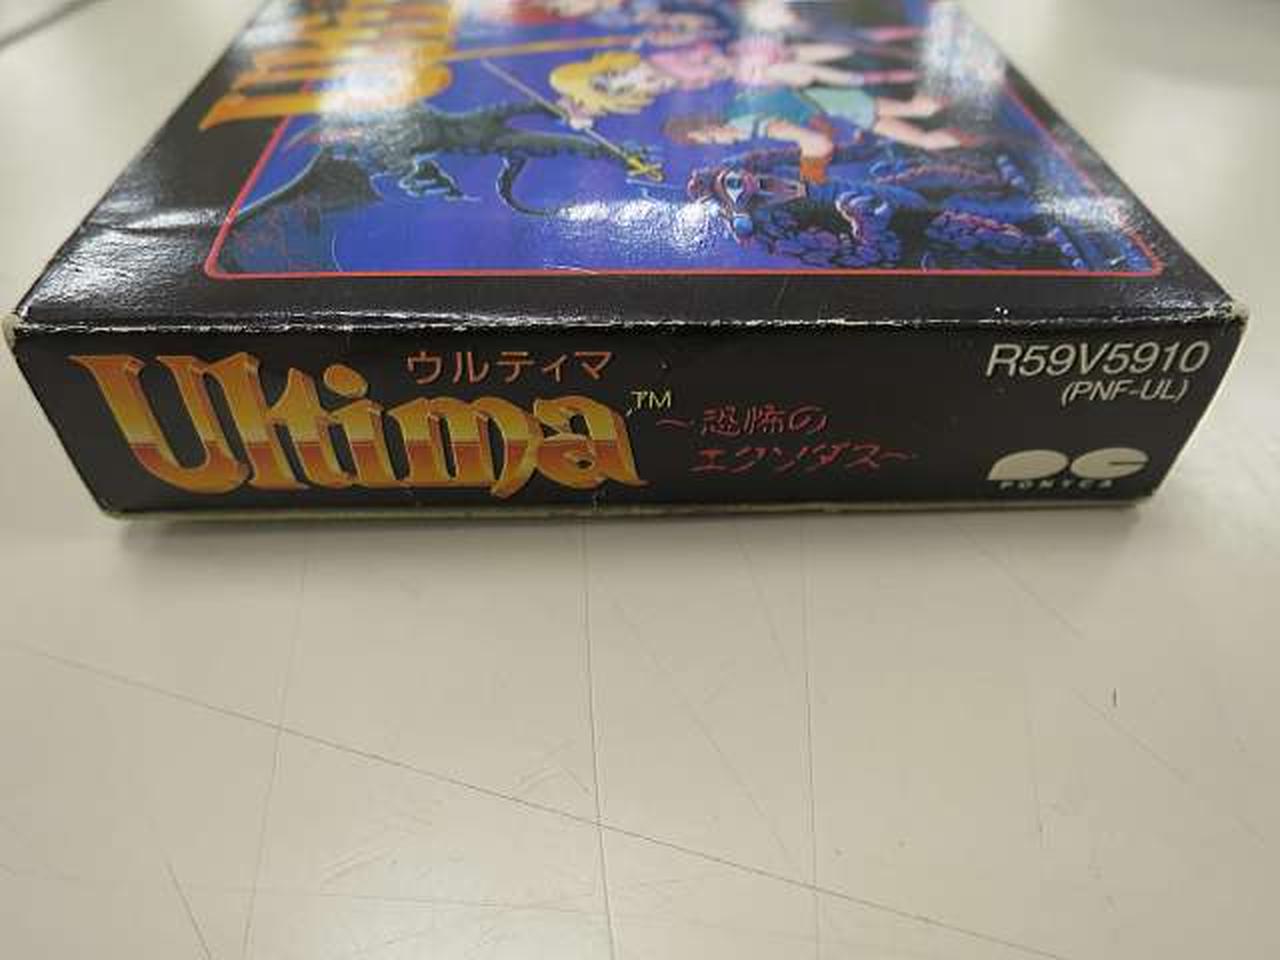 ウルティマ
Ultima™
～恐怖の
エクソダス～
R59V5910
(PNF-UL)
PONYCA